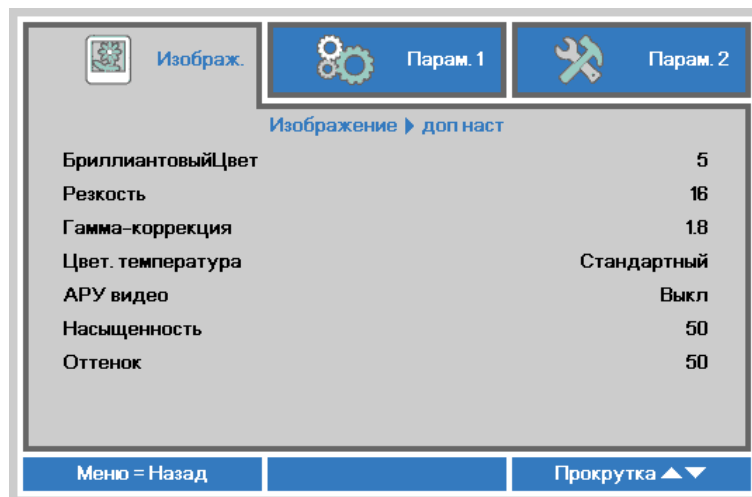 Изображ. Парам. 1 Парам. 2
Изображение доп наст
БриллиантовыйЦвет 5
Резкость 16
Гамма-коррекция 1.8
Цвет. температура Стандартный
АРУ видео Выкл
Насыщенность 50
Оттенок 50
Меню = Назад Прокрутка